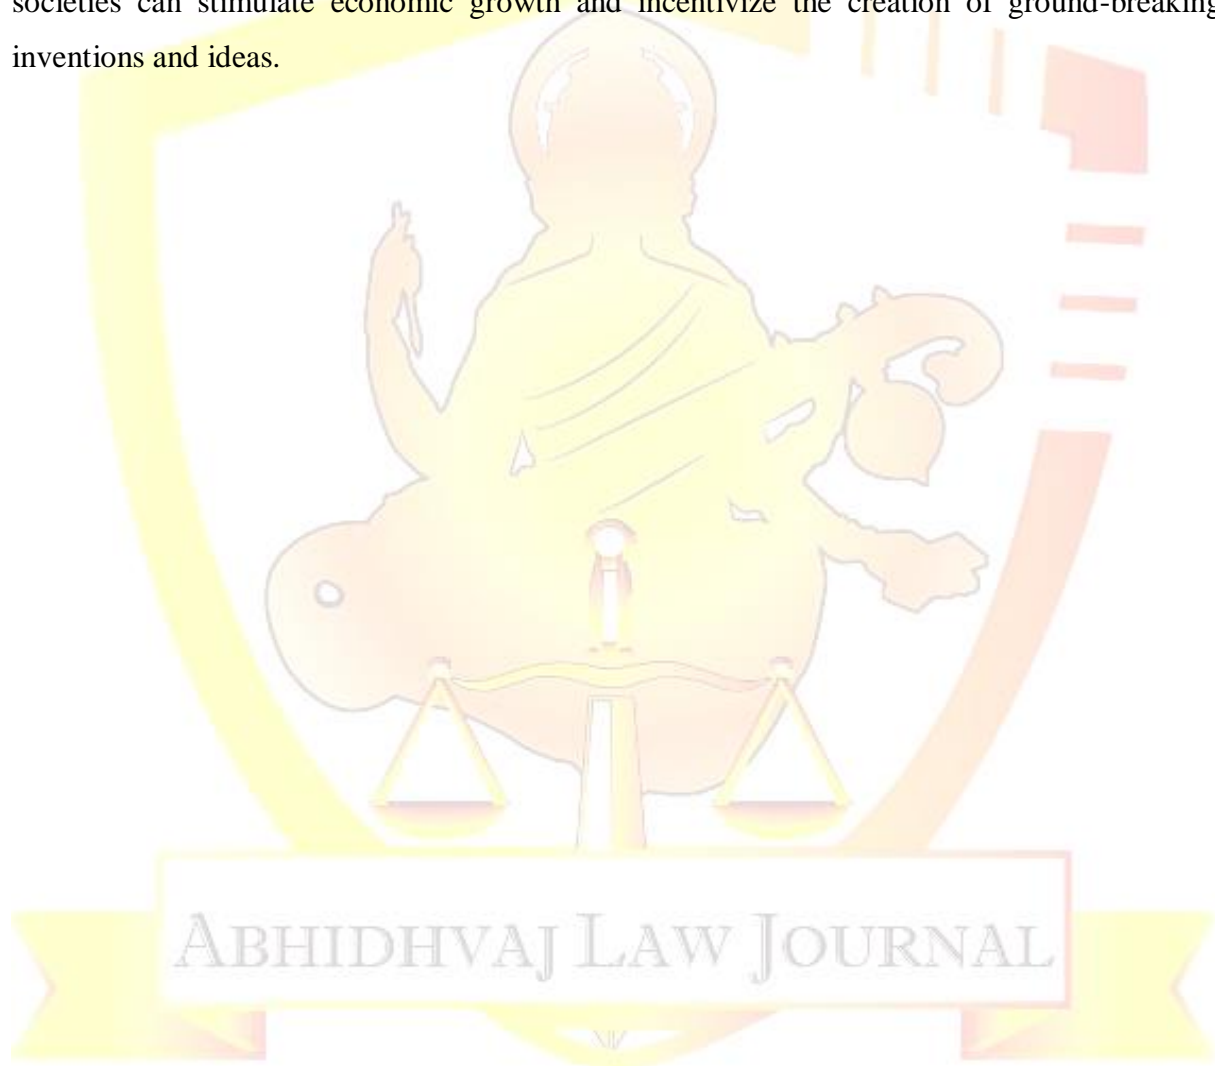 societies can stimulate economic growth and incentivize the creation of ground-breaking
inventions and ideas.
ABHIDHVAJ LAW JOURNAL